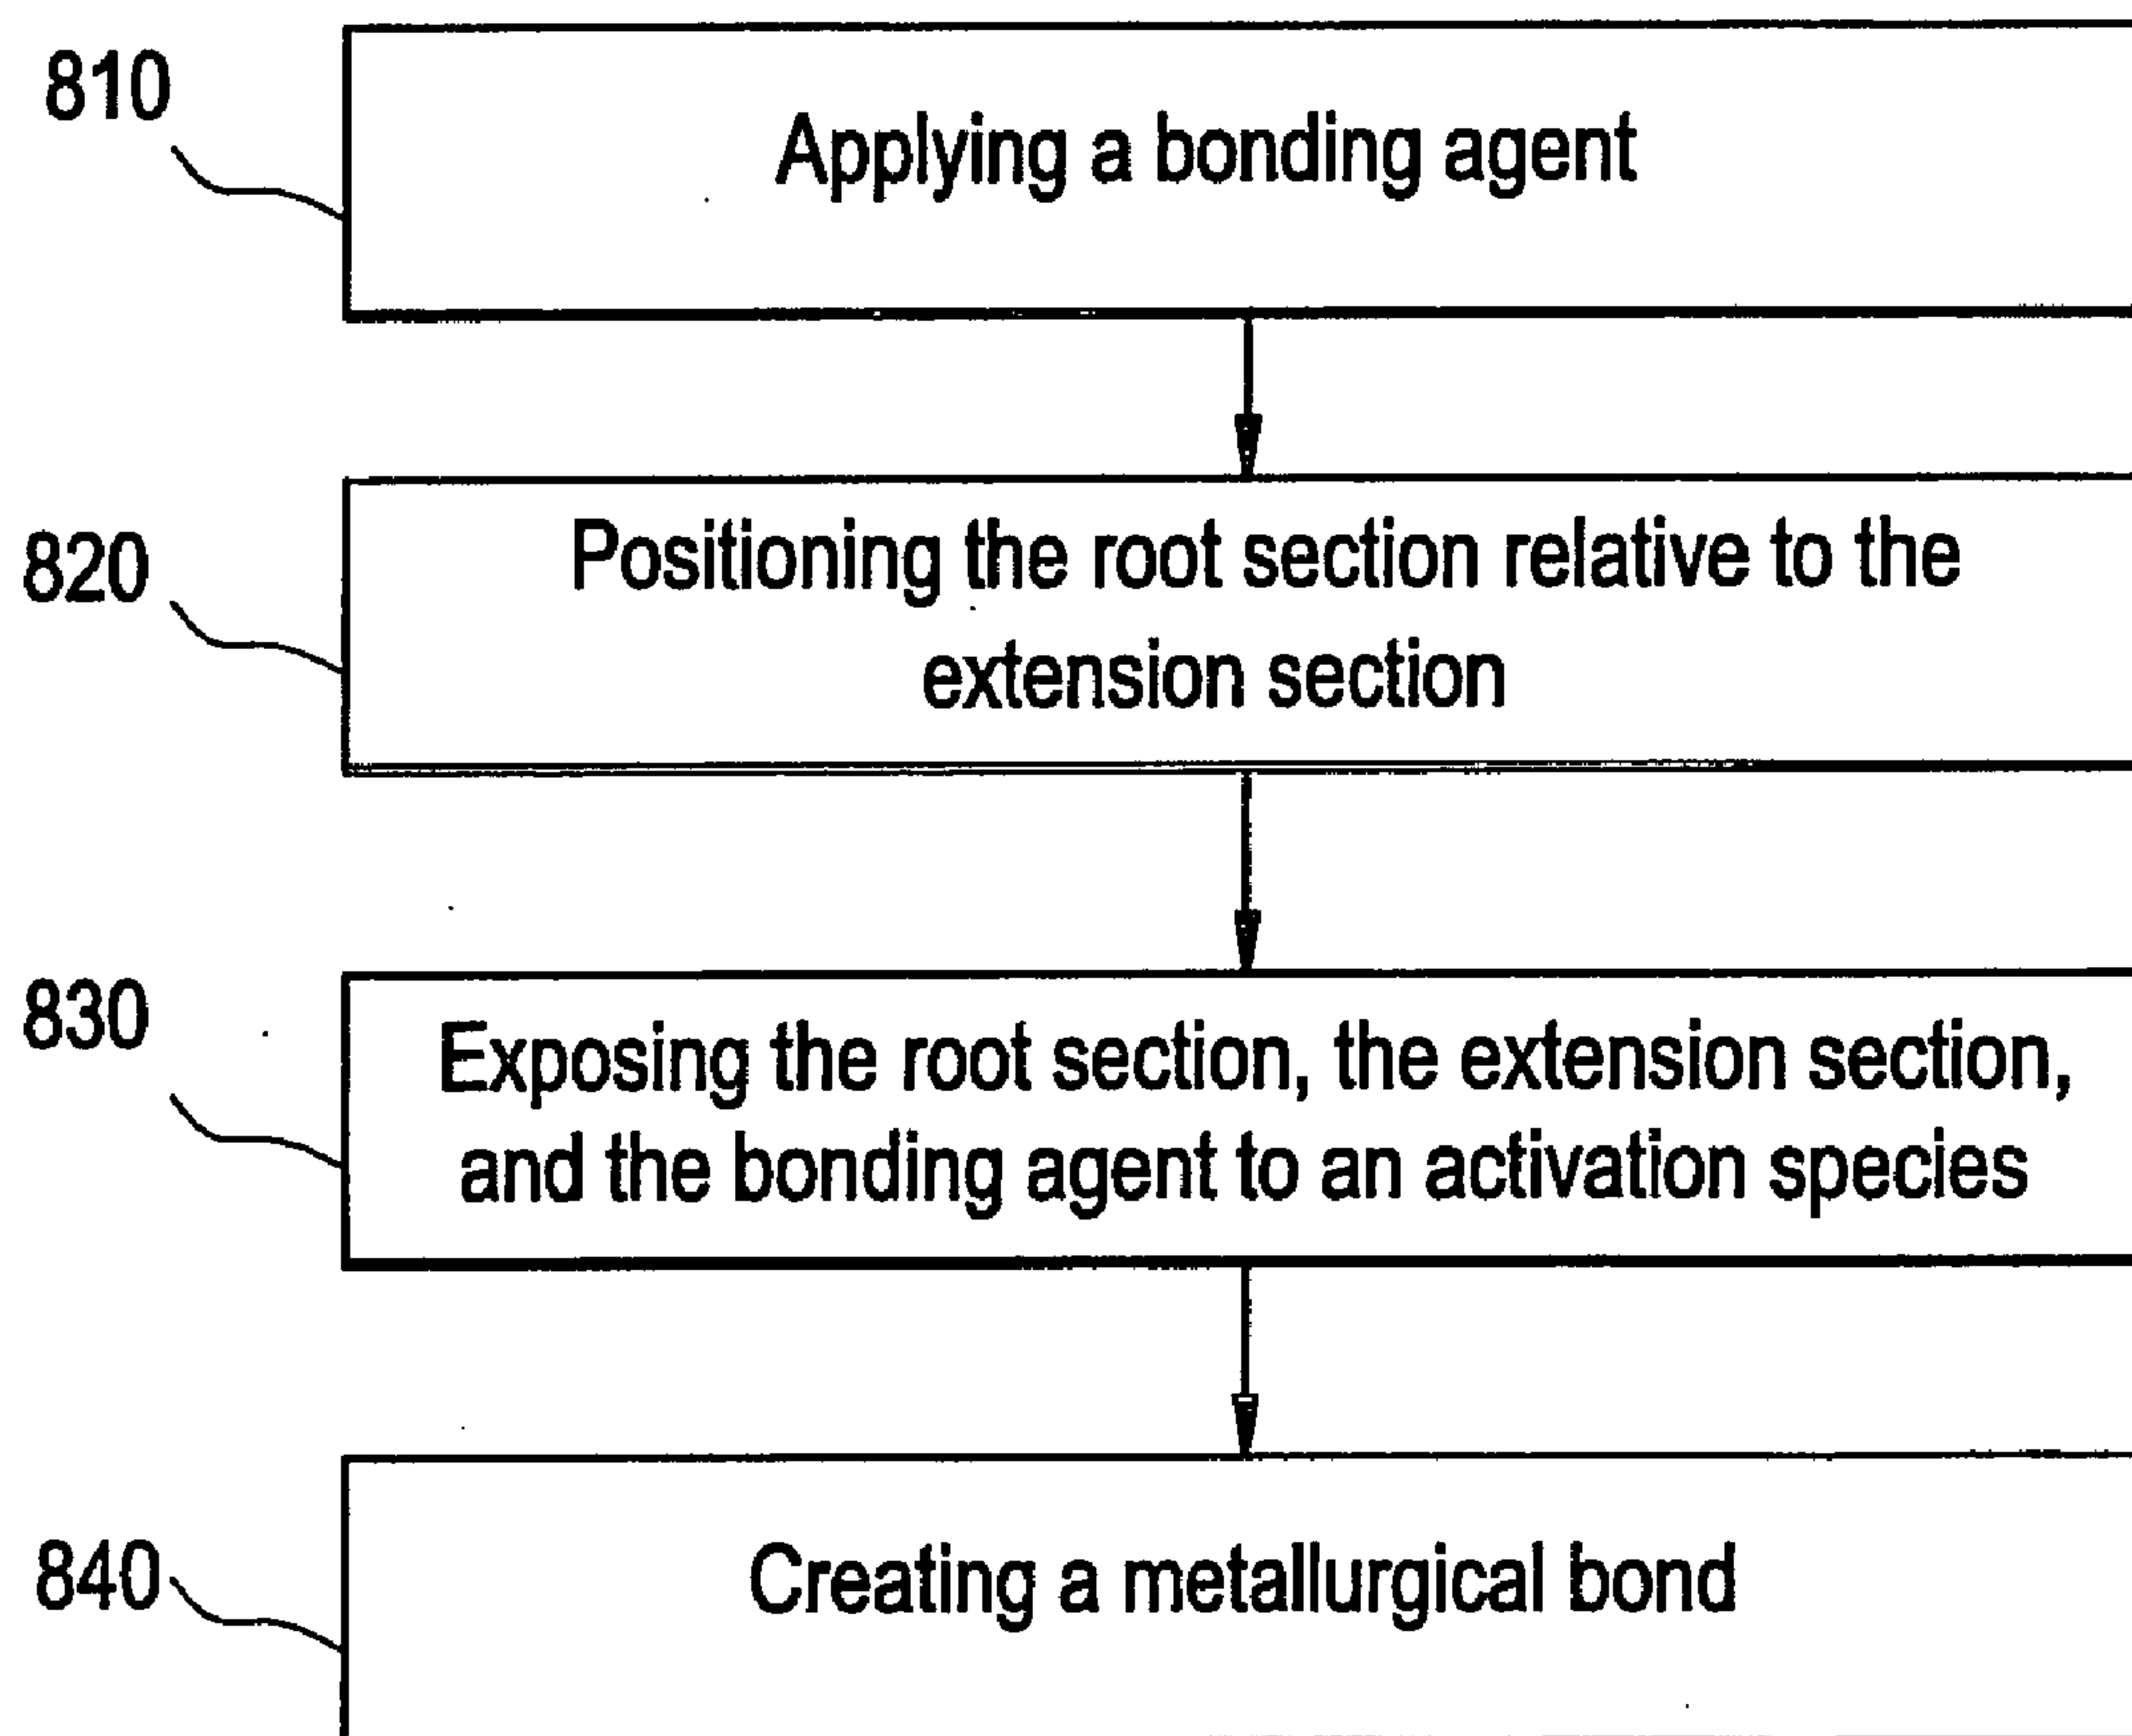 810
Applying a bonding agent
820
Positioning the root section relative to the
extension section
830
Exposing the root section, the extension section,
and the bonding agent to an activation species
840
Creating a metallurgical bond